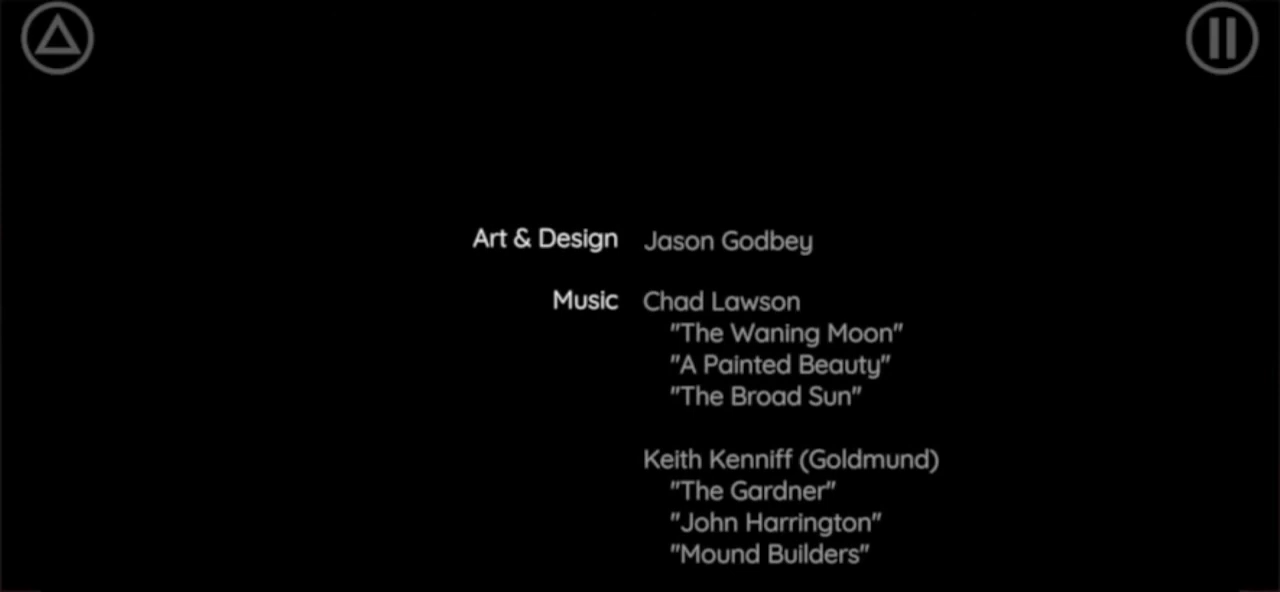 Art & Design Jason Godbey
Music Chad Lawson
"The Waning Moon"
"A Painted Beauty"
"The Broad Sun"
Keith Kenniff (Goldmund)
"The Gardner"
"John Harrington"
"Mound Builders"